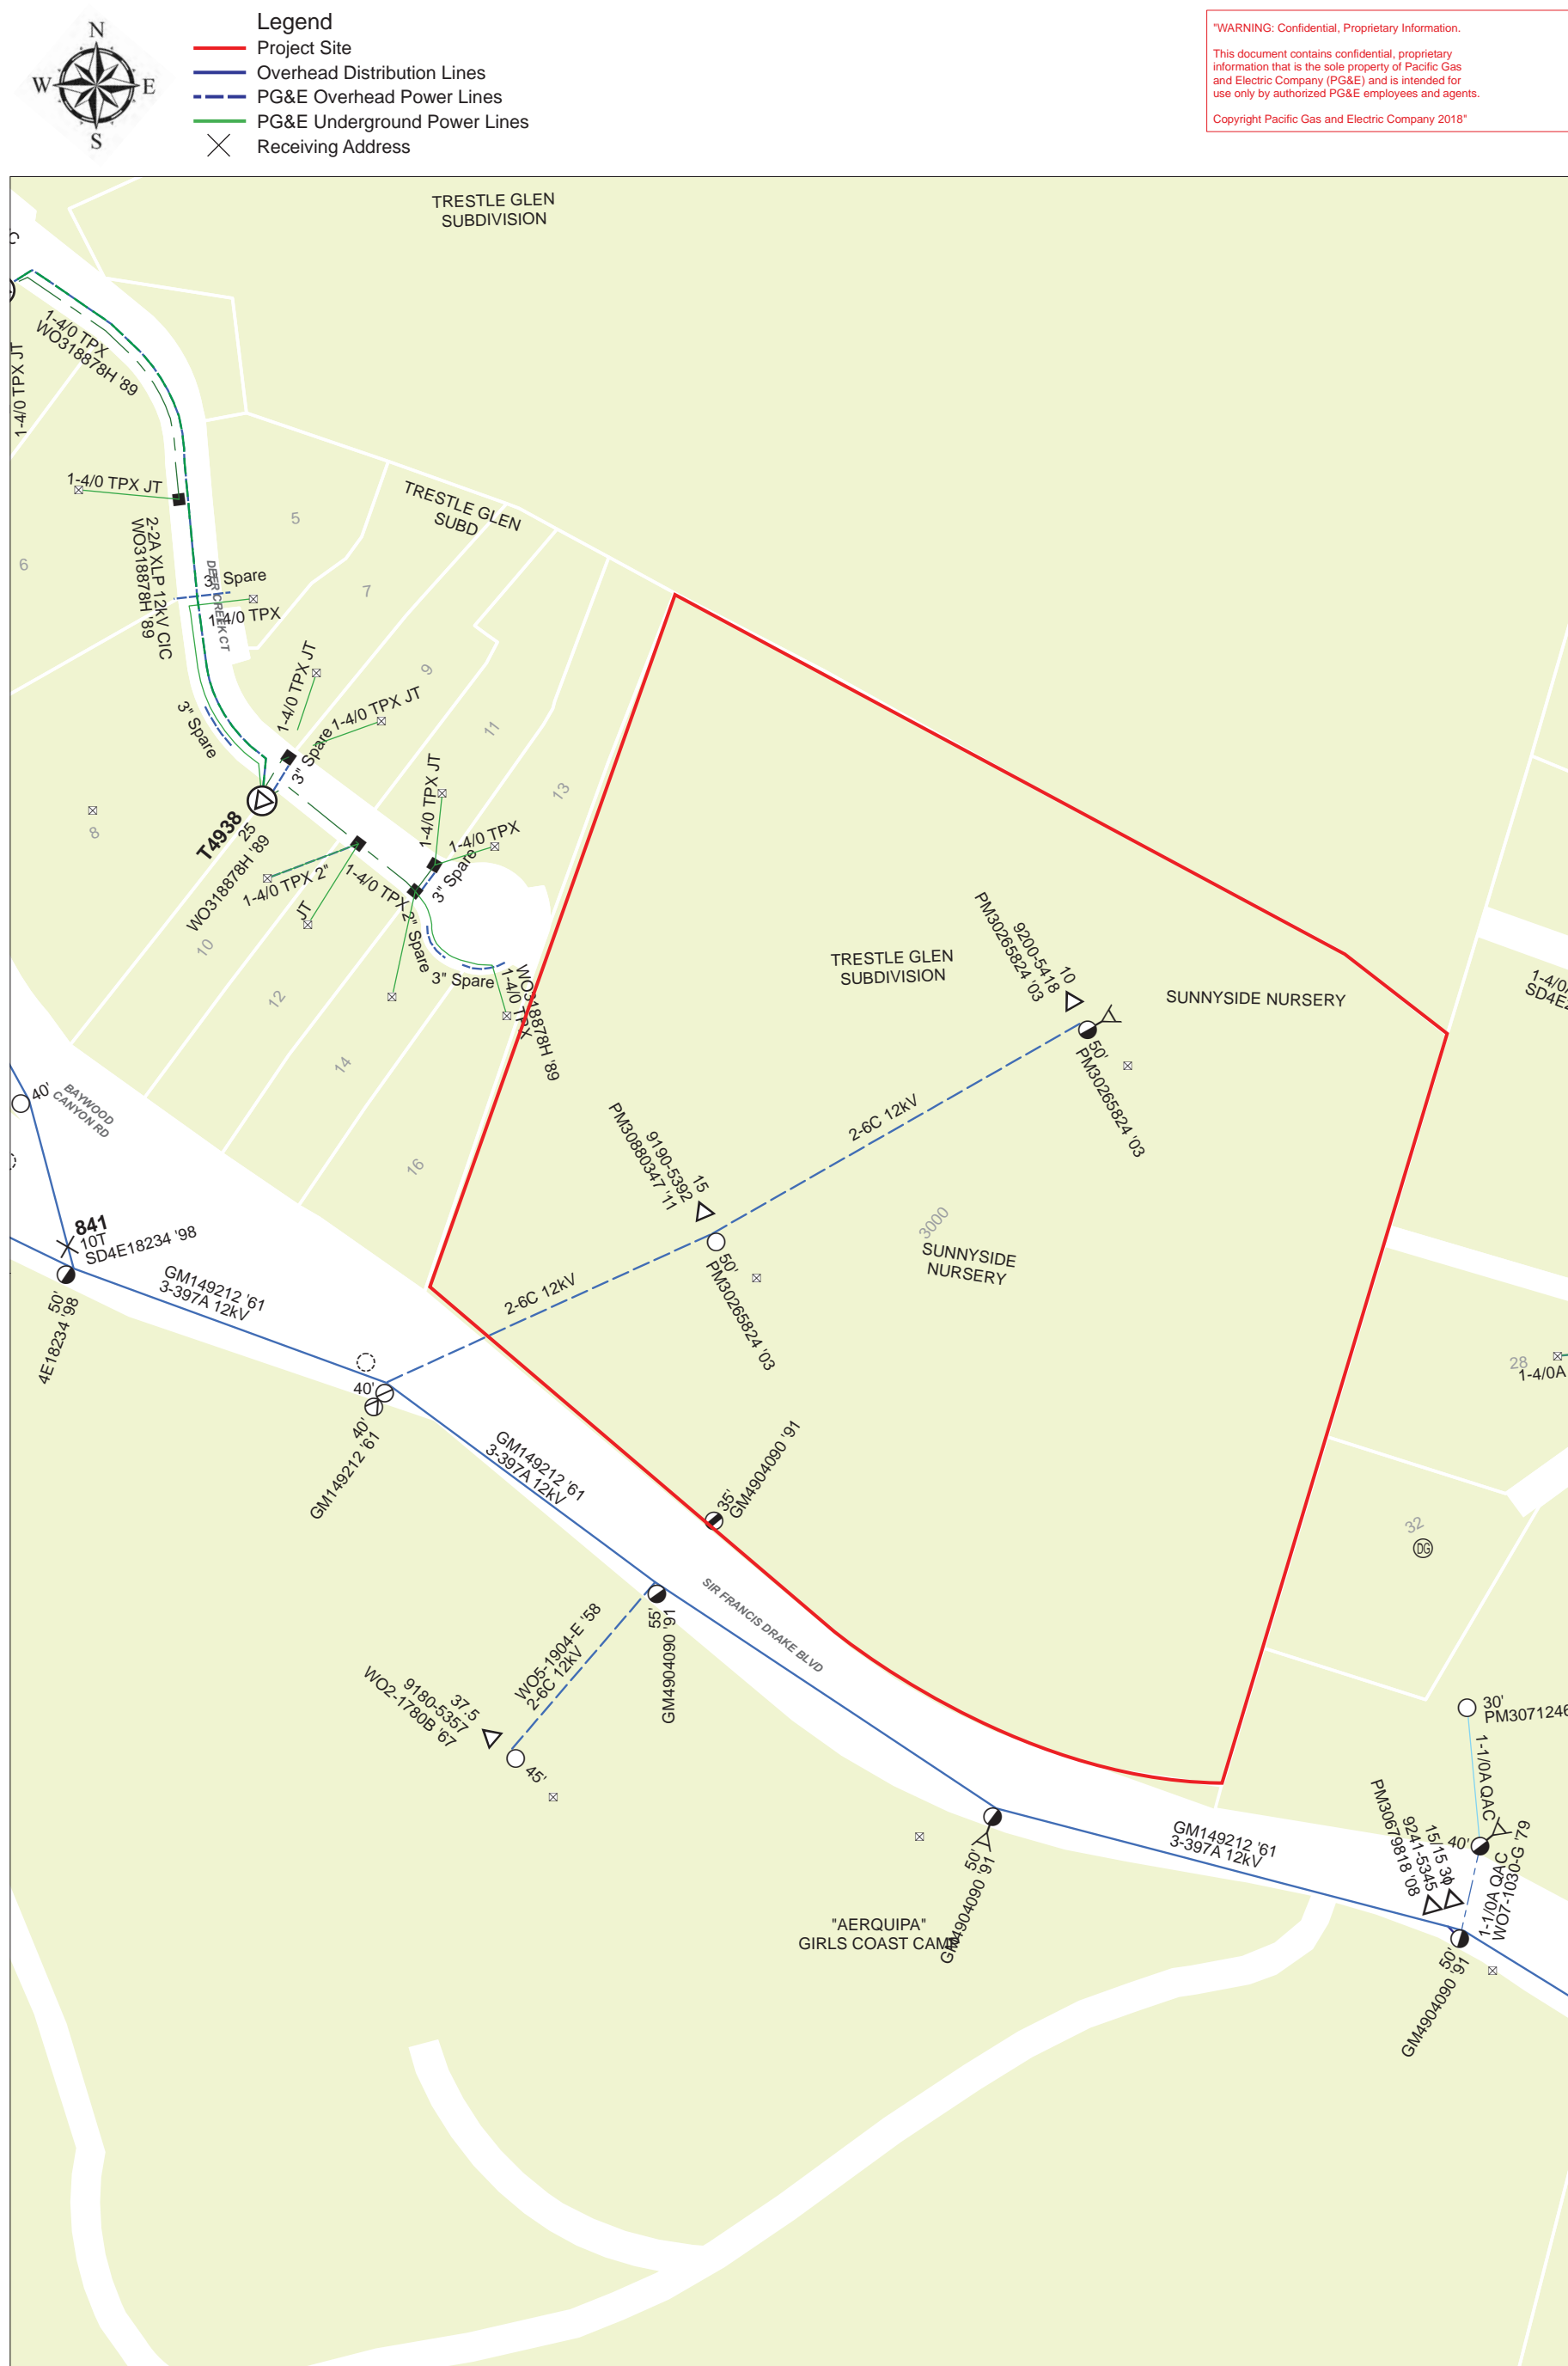 N
W
E
S
Legend
Project Site
Overhead Distribution Lines
PG&E Overhead Power Lines
PG&E Underground Power Lines
Receiving Address
"WARNING: Confidential, Proprietary Information.
This document contains confidential, proprietary
information that is the sole property of Pacific Gas
and Electric Company (PG&E) and is intended for
use only by authorized PG&E employees and agents.
Copyright Pacific Gas and Electric Company 2018"
TRESTLE GLEN
SUBDIVISION
1-4/0 TPX
WO318878H '89
1-4/0 TPX JT
1-4/0 TPX JT
TRESTLE GLEN
SUBD
5
6
7
2-2A XLP 12kV CIC
WO318878H '89
3" Spare
DEER CREEK CT
1-4/0 TPX
9
1-4/0 TPX JT
1-4/0 TPX JT
3" Spare
3" Spare
11
13
8
T4938
25
WO318878H '89
1-4/0 TPX JT
1-4/0 TPX
3" Spare
1-4/0 TPX 2"
JT
1-4/0 TPX 2" Spare
3" Spare
WO318878H '89
1-4/0 TPX
10
12
14
16
TRESTLE GLEN
SUBDIVISION
10
9200-5418
PM30265824 '03
SUNNYSIDE NURSERY
50'
PM30265824 '03
1-4/0
2-6C 12kV
15
9190-5392
PM30880347 '11
50'
PM30265824 '03
3000
SUNNYSIDE
NURSERY
2-6C 12kV
40'
BAYWOOD
CANYON RD
841
10T
SD4E18234 '98
50'
4E18234 '98
GM149212 '61
3-397A 12kV
40'
40'
GM149212 '61
GM149212 '61
3-397A 12kV
35'
GM4904090 '91
28
1-4/0A
32
DG
SIR FRANCIS DRAKE BLVD
55'
GM4904090 '91
WO5-1904-E '58
2-6C 12kV
37.5
9180-5357
WO2-1780B '67
45'
30'
PM3071246
1-1/0A QAC
40'
15/15 3ϕ
9241-5345
PM30679818 '08
1-1/0A QAC
WO7-1030-G '79
GM149212 '61
3-397A 12kV
50'
GM4904090 '91
50'
GM4904090 '91
"AERQUIPA"
GIRLS COAST CAMP